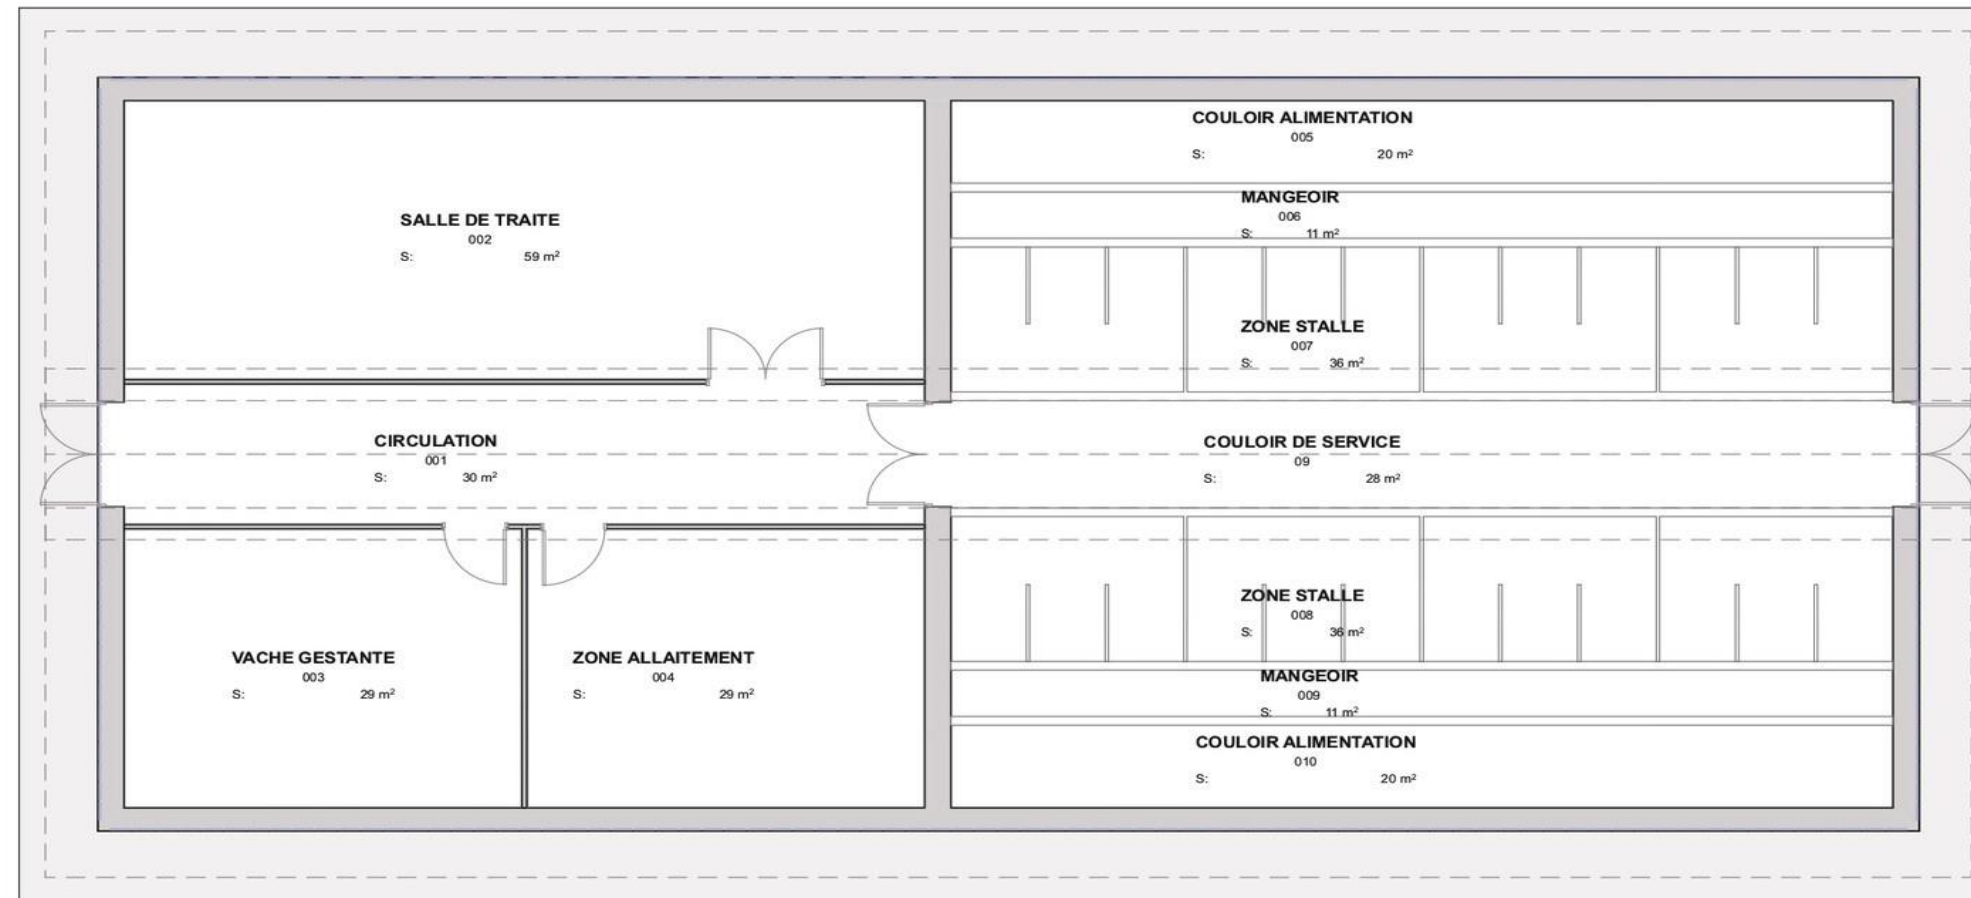 SALLE DE TRAITE
002
S: 59 m²
CIRCULATION
001
S: 30 m²
VACHE GESTANTE
003
S: 29 m²
ZONE ALLAITEMENT
004
S: 29 m²
COULOIR ALIMENTATION
005
S: 20 m²
MANGEOIR
006
S: 11 m²
ZONE STALLE
007
S: 36 m²
COULOIR DE SERVICE
09
S: 28 m²
ZONE STALLE
008
S: 36 m²
MANGEOIR
009
S: 11 m²
COULOIR ALIMENTATION
010
S: 20 m²